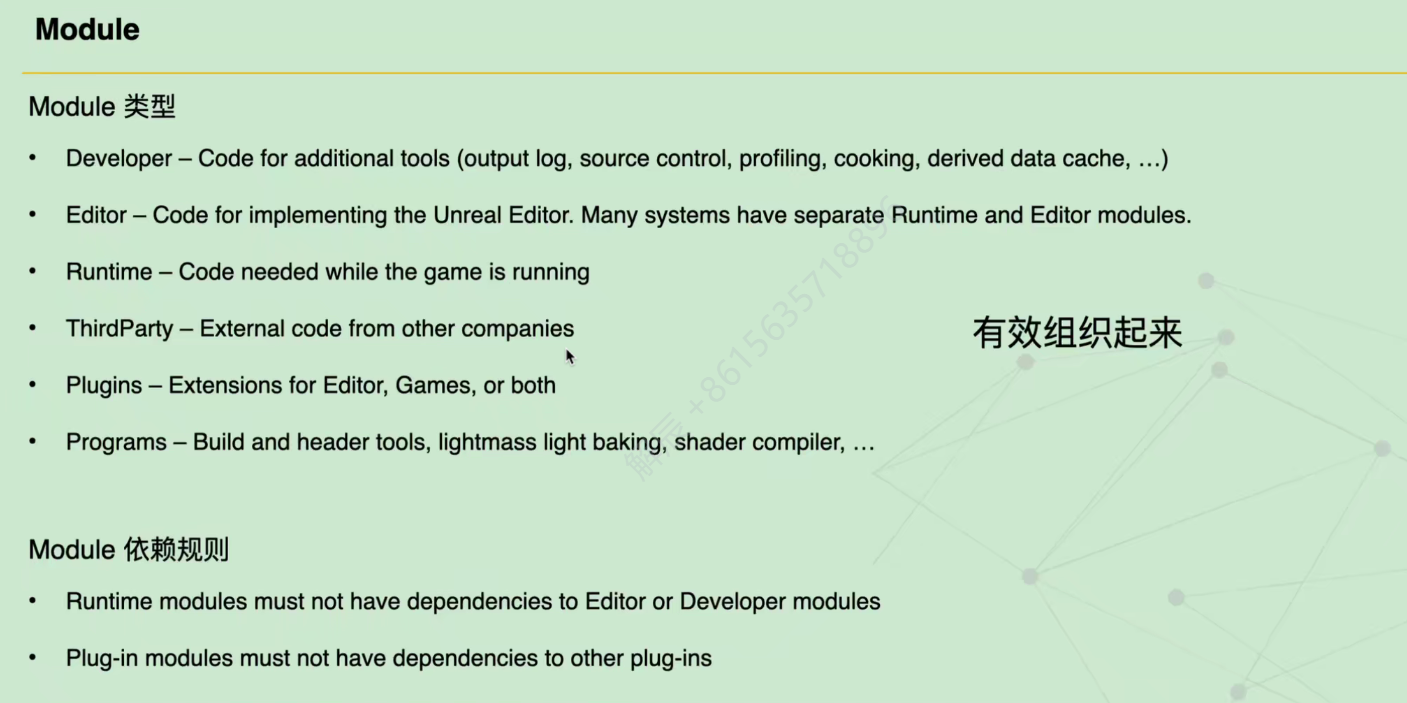 Module
Module 类型
• Developer – Code for additional tools (output log, source control, profiling, cooking, derived data cache, …)
• Editor – Code for implementing the Unreal Editor. Many systems have separate Runtime and Editor modules.
• Runtime – Code needed while the game is running
• ThirdParty – External code from other companies
有效组织起来
• Plugins – Extensions for Editor, Games, or both
• Programs – Build and header tools, lightmass light baking, shader compiler, …
Module 依赖规则
• Runtime modules must not have dependencies to Editor or Developer modules
• Plug-in modules must not have dependencies to other plug-ins